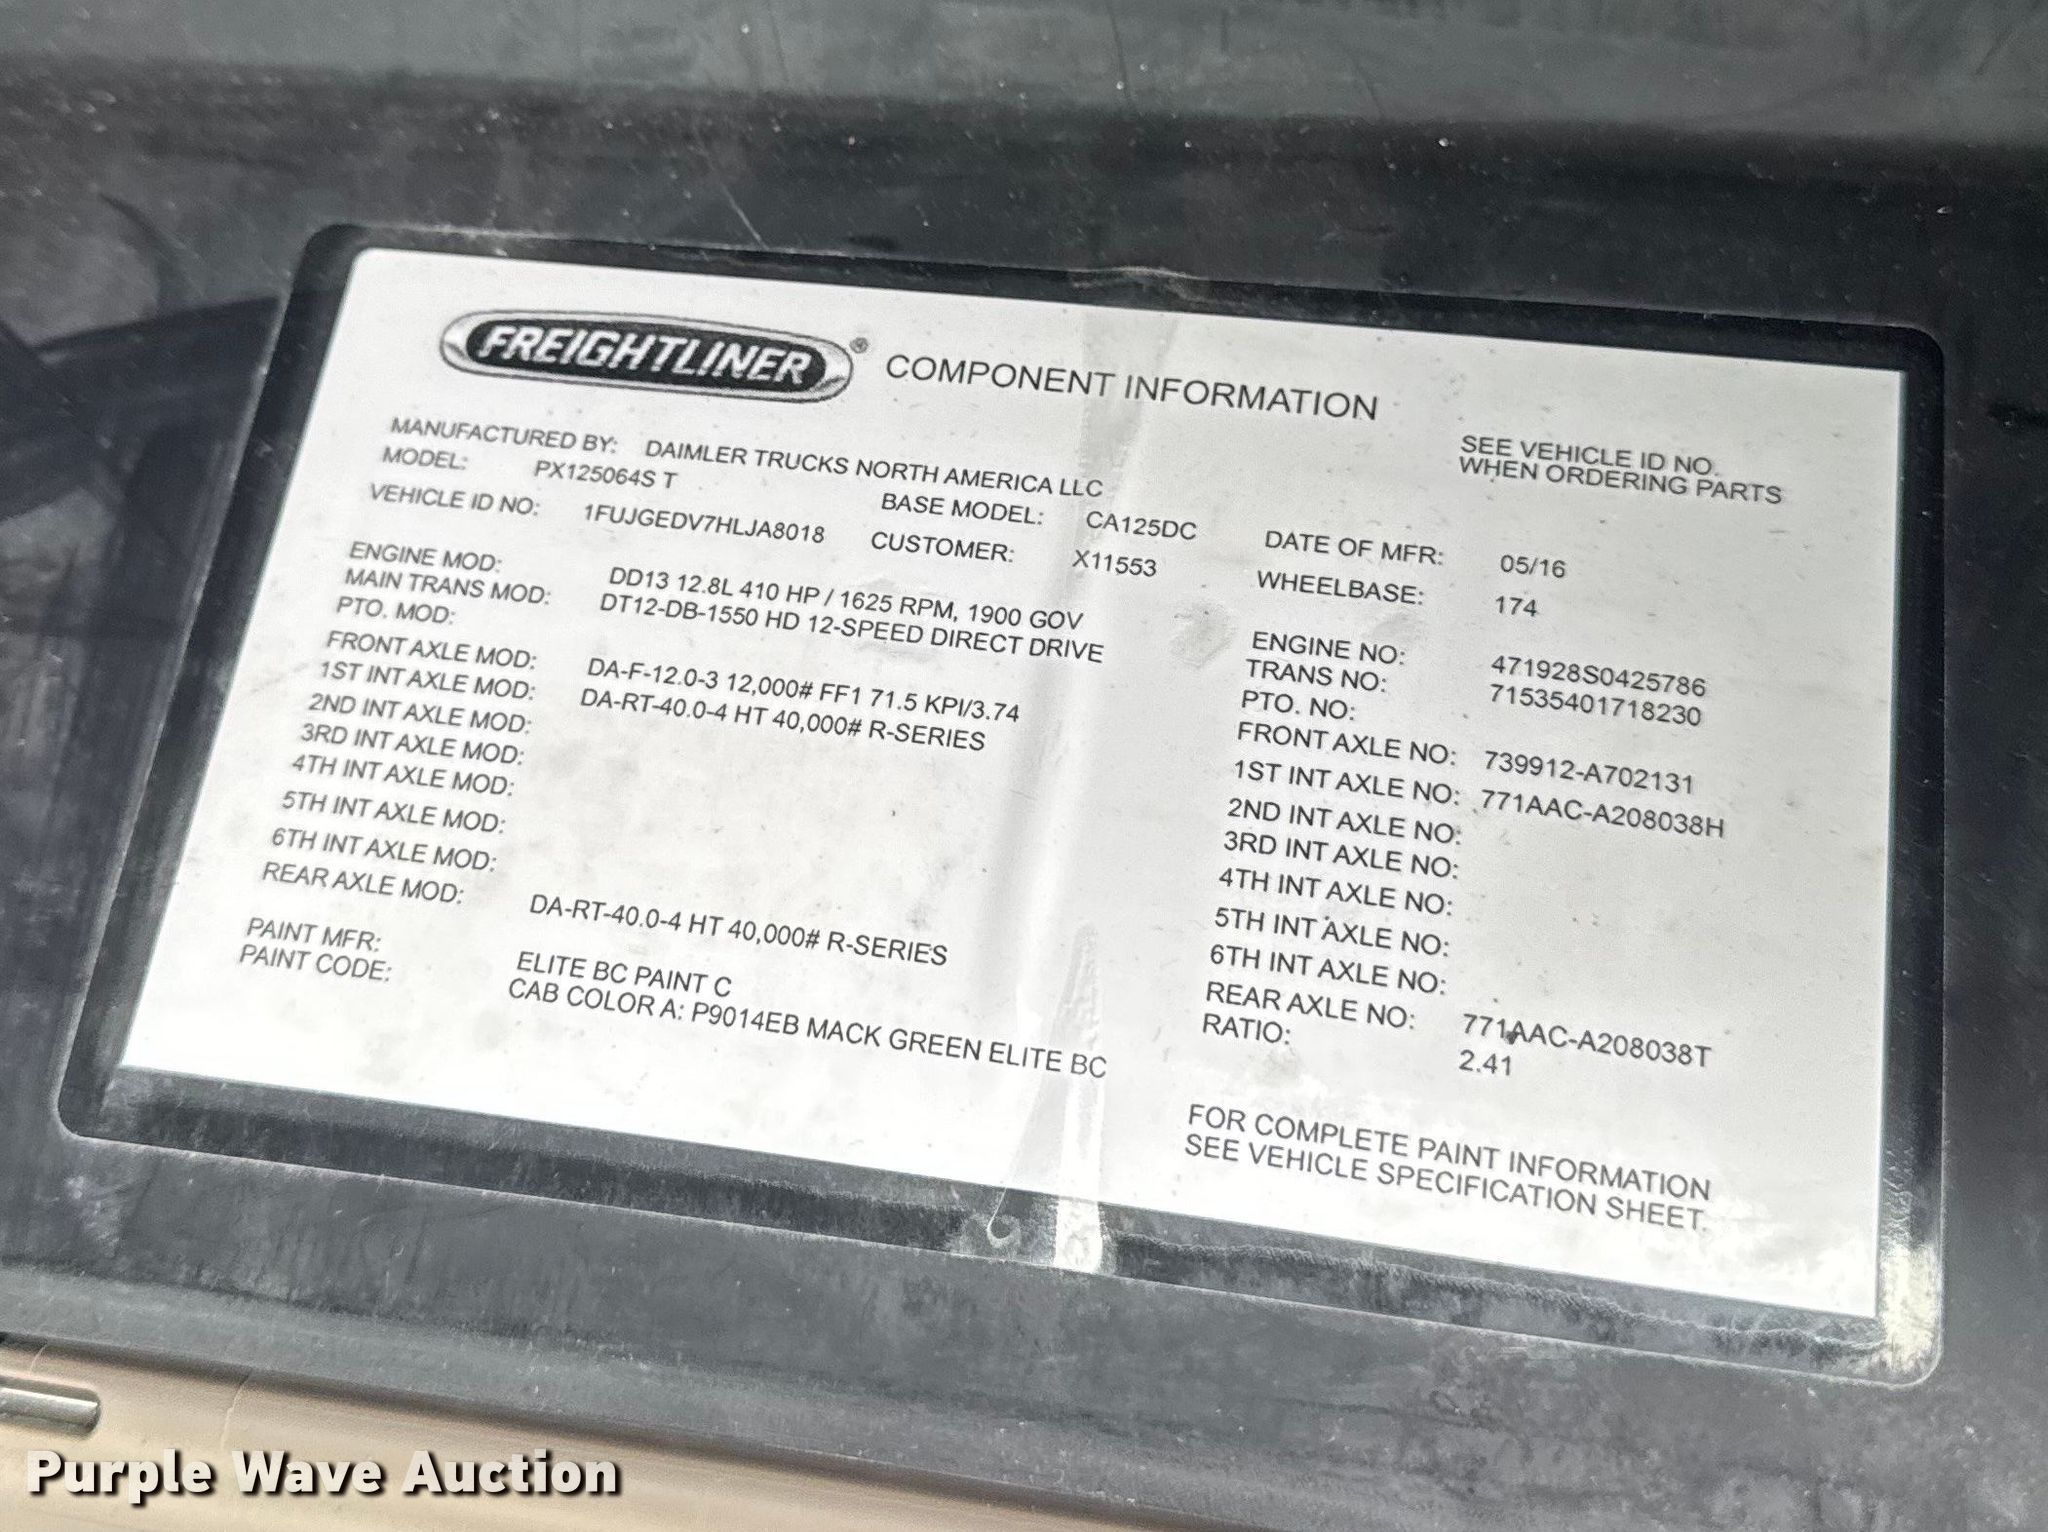 FREIGHTLINER® COMPONENT INFORMATION
SEE VEHICLE ID NO.
WHEN ORDERING PARTS
MANUFACTURED BY: DAIMLER TRUCKS NORTH AMERICA LLC
MODEL: PX125064S T BASE MODEL: CA125DC DATE OF MFR: 05/16
VEHICLE ID NO: 1FUJGEDV7HLJA8018 CUSTOMER: X11553 WHEELBASE: 174
ENGINE MOD: DD13 12.8L 410 HP / 1625 RPM, 1900 GOV ENGINE NO: 471928S0425786
MAIN TRANS MOD: DT12-DB-1550 HD 12-SPEED DIRECT DRIVE TRANS NO: 71535401718230
PTO. MOD: PTO. NO:
FRONT AXLE MOD: DA-F-12.0-3 12,000# FF1 71.5 KPI/3.74 FRONT AXLE NO: 739912-A702131
1ST INT AXLE MOD: DA-RT-40.0-4 HT 40,000# R-SERIES 1ST INT AXLE NO: 771AAC-A208038H
2ND INT AXLE MOD: 2ND INT AXLE NO:
3RD INT AXLE MOD: 3RD INT AXLE NO:
4TH INT AXLE MOD: 4TH INT AXLE NO:
5TH INT AXLE MOD: 5TH INT AXLE NO:
6TH INT AXLE MOD: 6TH INT AXLE NO:
REAR AXLE MOD: DA-RT-40.0-4 HT 40,000# R-SERIES REAR AXLE NO: 771AAC-A208038T
RATIO: 2.41
PAINT MFR: ELITE BC PAINT C
PAINT CODE: CAB COLOR A: P9014EB MACK GREEN ELITE BC
FOR COMPLETE PAINT INFORMATION
SEE VEHICLE SPECIFICATION SHEET.
Purple Wave Auction